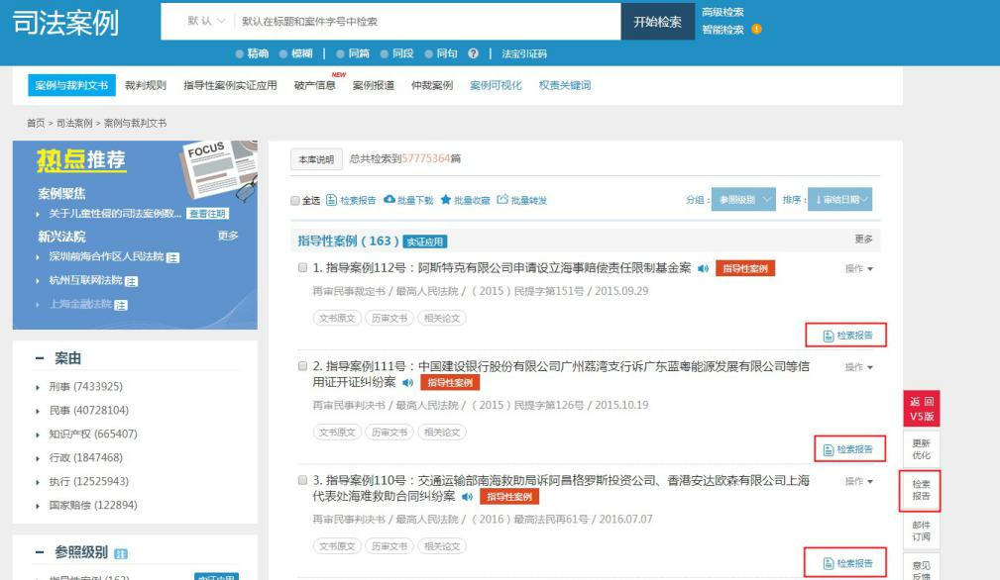 司法案例
默认 默认在标题和案件字号中检索 开始检索
高级检索
智能检索
精确 模糊 | 同篇 同段 同句 ? | 法宝引证码
案例与裁判文书 裁判规则 指导性案例实证应用 破产信息 NEW 案例报道 仲裁案例 案例可视化 权责关键词
首页 > 司法案例 > 案例与裁判文书
热点推荐
FOCUS
案例聚焦
关于儿童性侵的司法案例数... 查看往期
新兴法院 更多
深圳前海合作区人民法院 注
杭州互联网法院 注
上海金融法院 注
案由
刑事 (7433925)
民事 (40728104)
知识产权 (665407)
行政 (1847468)
执行 (12525943)
国家赔偿 (122894)
参照级别 注
指导性案例 (163) 实证应用
本库说明 总共检索到57775364篇
全选 检索报告 批量下载 批量收藏 批量转发 分组: 参照级别 排序: ↓审结日期
指导性案例(163) 实证应用 更多
1. 指导案例112号:阿斯特克有限公司申请设立海事赔偿责任限制基金案 指导性案例 操作
再审民事裁定书 / 最高人民法院 / (2015)民提字第151号 / 2015.09.29
文书原文 历审文书 相关论文
检索报告
2. 指导案例111号:中国建设银行股份有限公司广州荔湾支行诉广东蓝粤能源发展有限公司等信 操作
用证开证纠纷案 指导性案例
再审民事判决书 / 最高人民法院 / (2015)民提字第126号 / 2015.10.19
文书原文 历审文书 相关论文
检索报告
3. 指导案例110号:交通运输部南海救助局诉阿昌格罗斯投资公司、香港安达欧森有限公司上海 操作
代表处海难救助合同纠纷案 指导性案例
再审民事判决书 / 最高人民法院 / (2016)最高法民再61号 / 2016.07.07
文书原文 历审文书 相关论文
检索报告
返回
V5版
更新
优化
检索
报告
邮件
订阅
意见
反馈